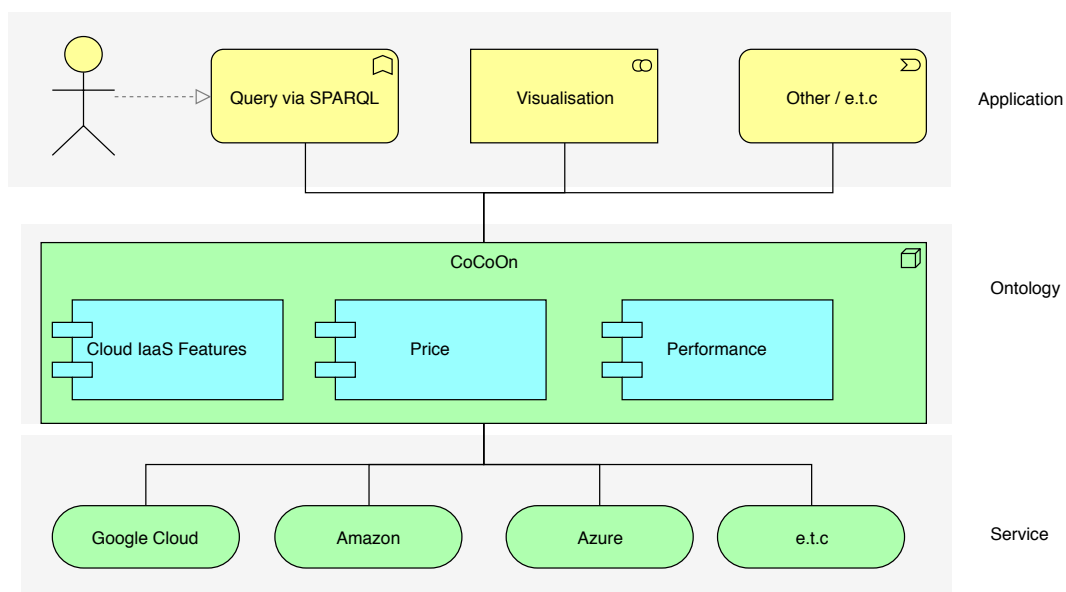 Query via SPARQL
Visualisation
Other / e.t.c
Application
CoCoOn
Ontology
Cloud IaaS Features
Price
Performance
Google Cloud
Amazon
Azure
e.t.c
Service